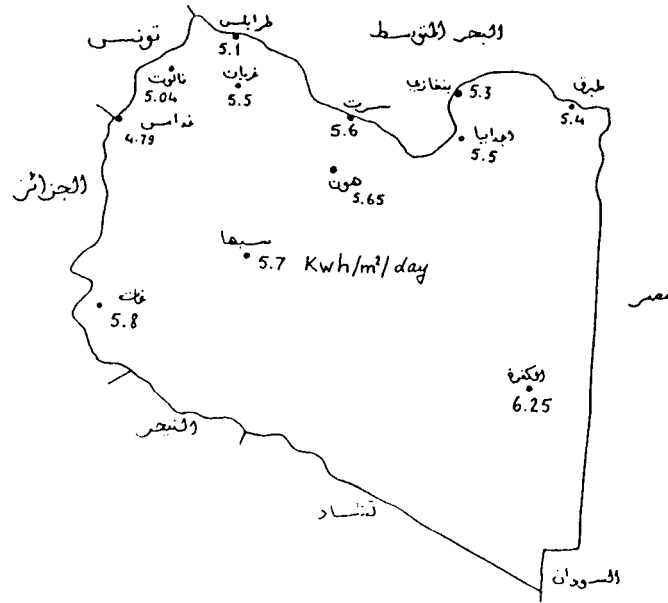 تونس
طرابلس
5.1
البحر المتوسط
نالوت
5.04
غريان
5.5
بنغازي
5.3
طبرق
5.4
غدامس
4.79
سرت
5.6
اجدابيا
5.5
الجزائر
هون
5.65
سبها
5.7 Kwh/m²/day
مصر
غات
5.8
الكفرة
6.25
النيجر
تشاد
السودان